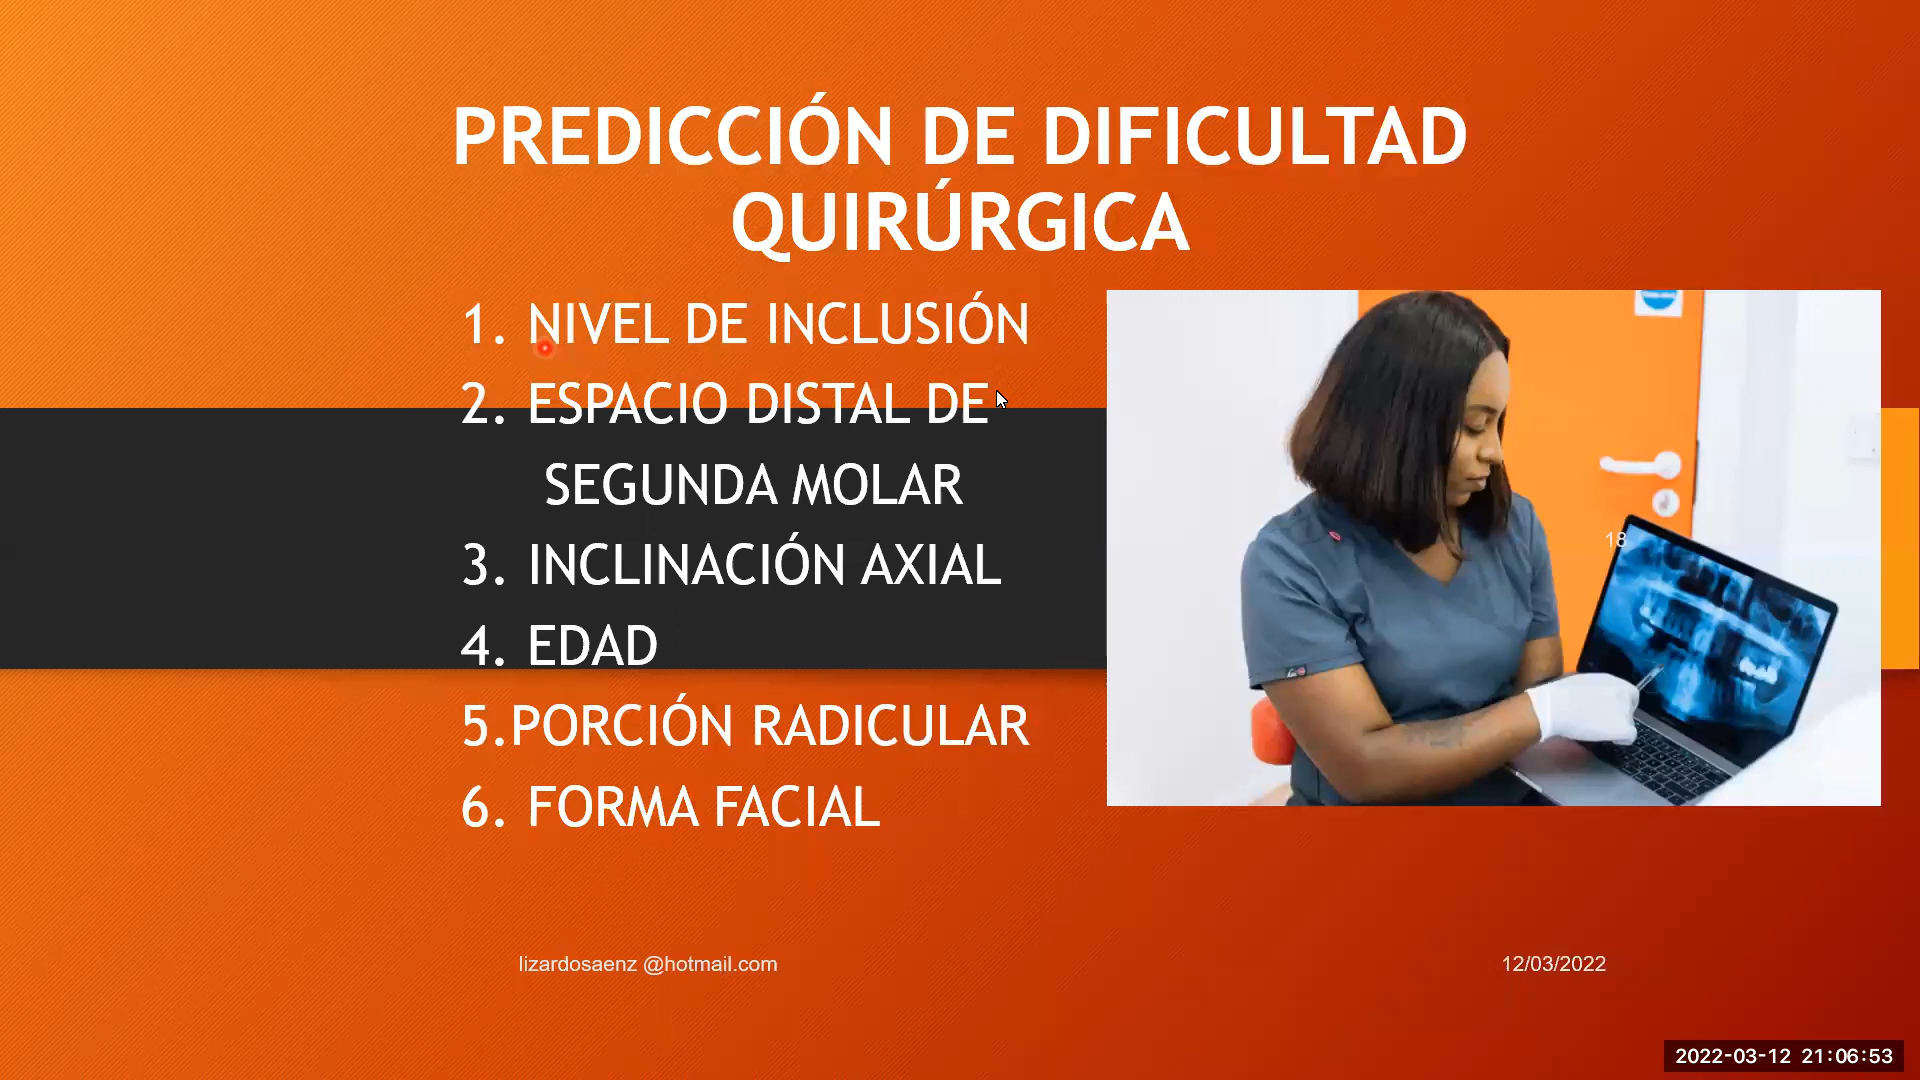 PREDICCIÓN DE DIFICULTAD
QUIRÚRGICA
1. NIVEL DE INCLUSIÓN
2. ESPACIO DISTAL DE
SEGUNDA MOLAR
3. INCLINACIÓN AXIAL
4. EDAD
5.PORCIÓN RADICULAR
6. FORMA FACIAL
18
lizardosaenz @hotmail.com
12/03/2022
2022-03-12 21:06:53